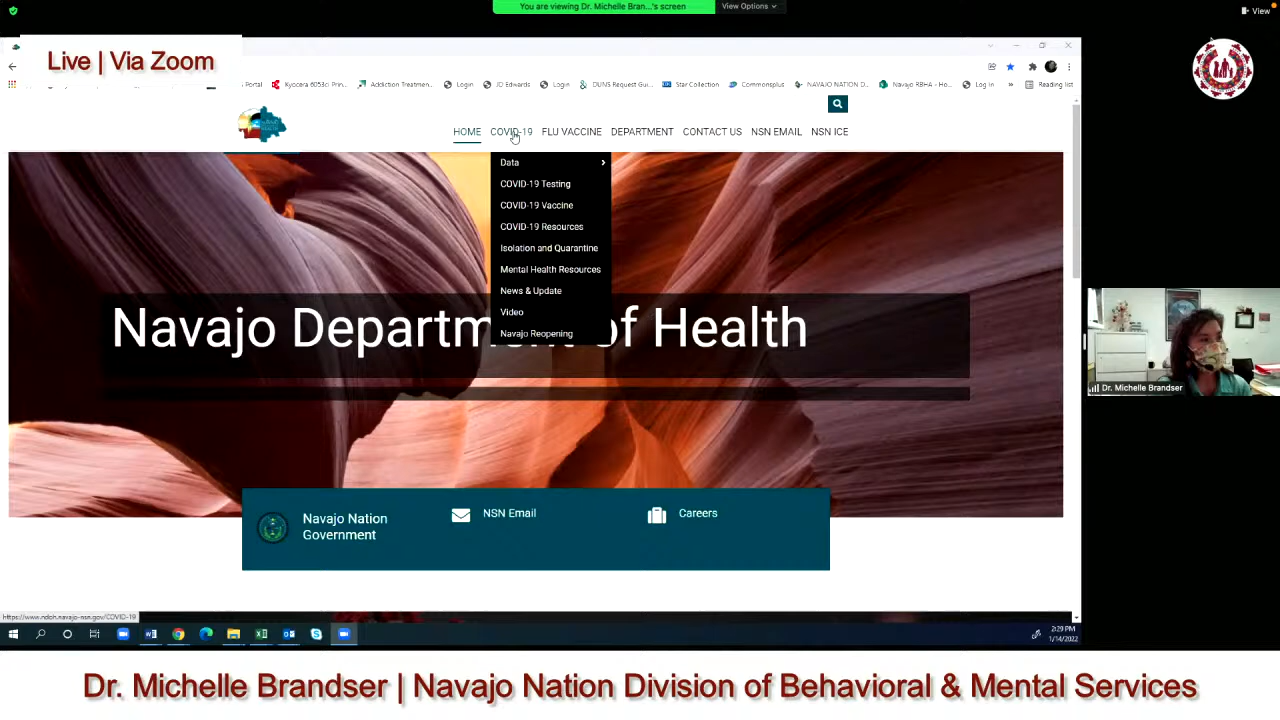 You are viewing Dr. Michelle Bran...'s screen
View Options
View
Live | Via Zoom
Portal
Kyocera 6053ci Prin...
Addiction Treatmen...
Login
JD Edwards
Login
DUNS Request Gu...
Star Collection
Commonsplus
NAVAJO NATION D...
Navajo RBHA - Ho...
Log In
»
Reading list
HOME
COVID-19
FLU VACCINE
DEPARTMENT
CONTACT US
NSN EMAIL
NSN ICE
Data
COVID-19 Testing
COVID-19 Vaccine
COVID-19 Resources
Isolation and Quarantine
Mental Health Resources
News & Update
Video
Navajo Reopening
Navajo Departm of Health
Navajo Nation
Government
NSN Email
Careers
Dr. Michelle Brandser
https://www.ndoh.navajo-nsn.gov/COVID-19
2:29 PM
1/14/2022
Dr. Michelle Brandser | Navajo Nation Division of Behavioral & Mental Services